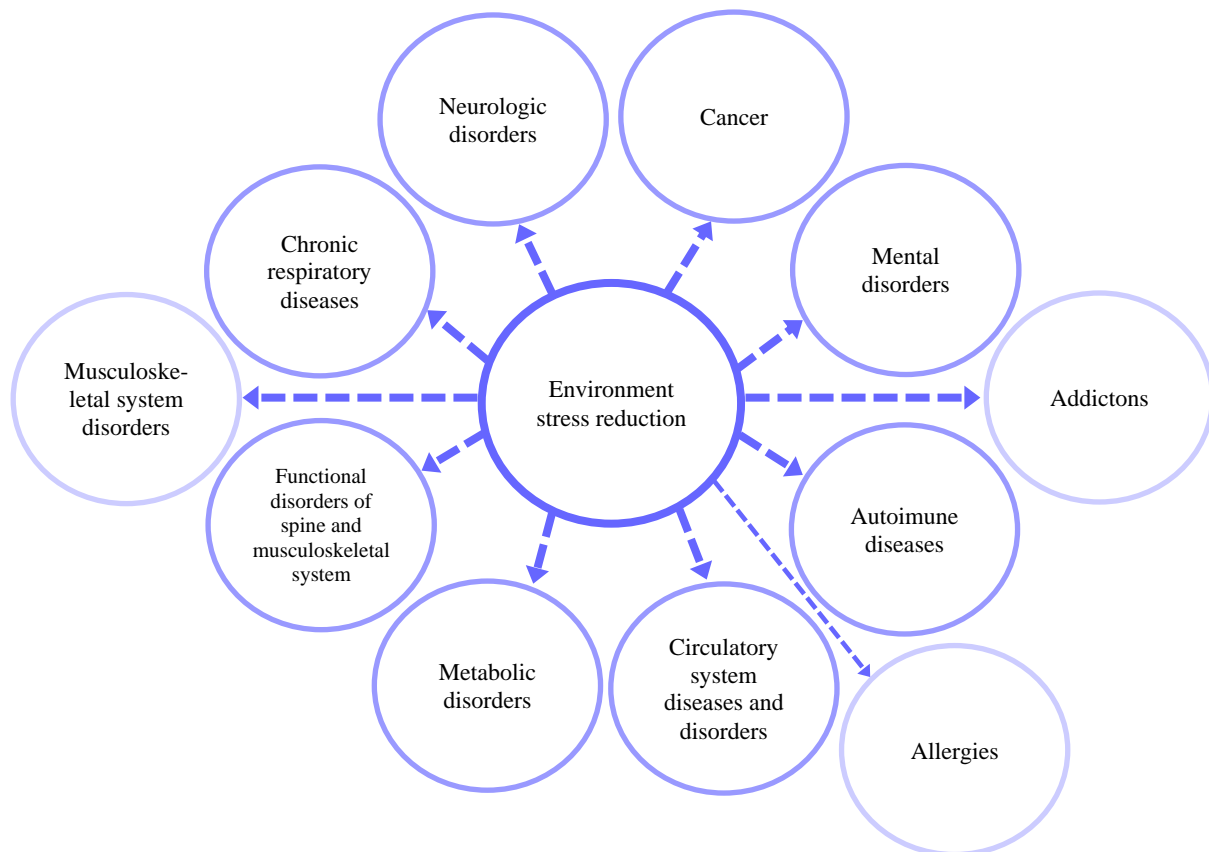 Neurologic
disorders
Cancer
Chronic
respiratory
diseases
Mental
disorders
Musculoske-
letal system
disorders
Environment
stress reduction
Addictons
Functional
disorders of
spine and
musculoskeletal
system
Autoimune
diseases
Metabolic
disorders
Circulatory
system
diseases and
disorders
Allergies